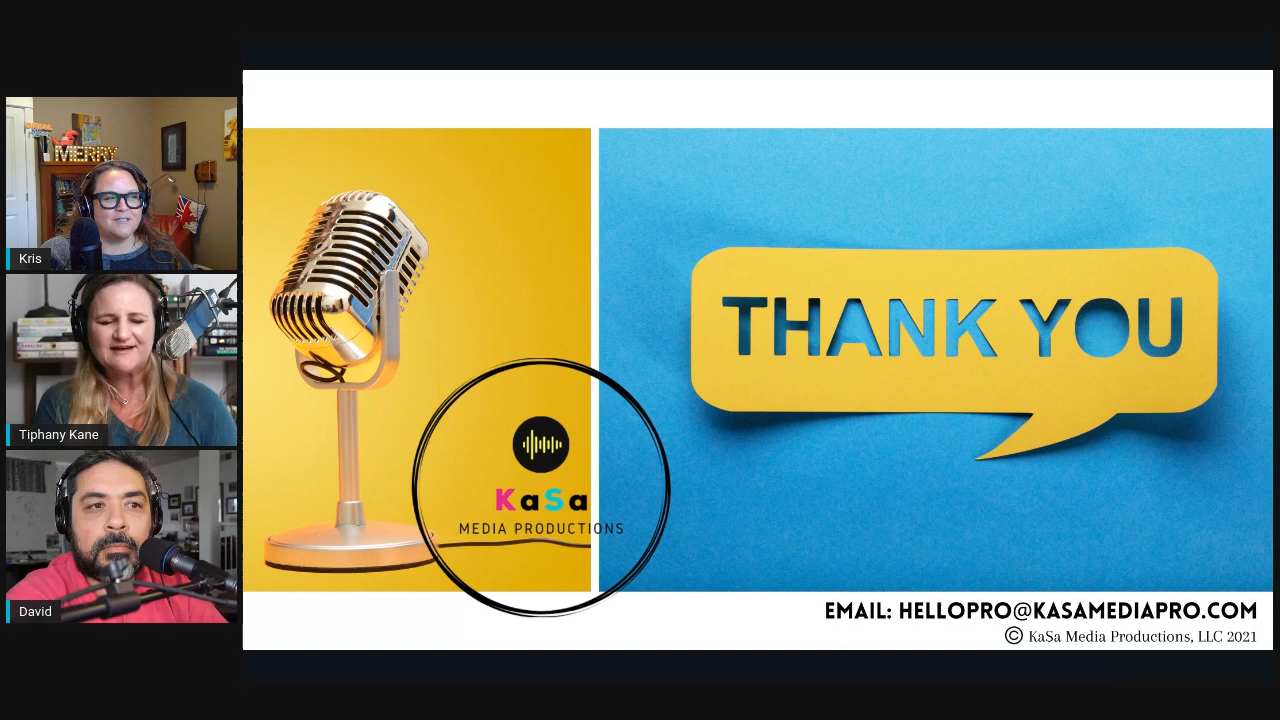 MERRY
Kris
Tiphany Kane
David
THANK YOU
KaSa
MEDIA PRODUCTIONS
EMAIL: HELLOPRO@KASAMEDIAPRO.COM
© KaSa Media Productions, LLC 2021